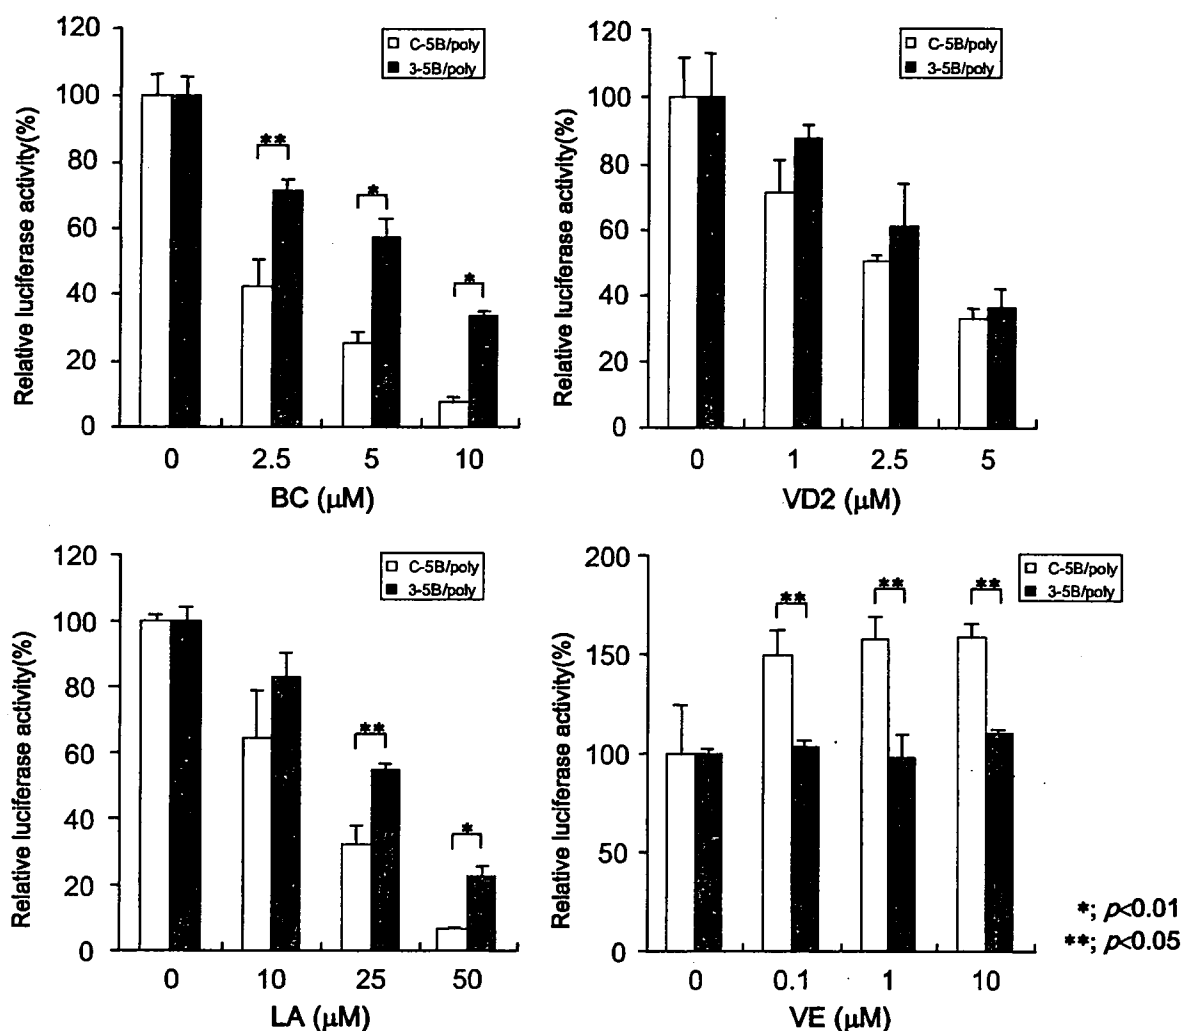 120
100
80
60
40
20
0
Relative luciferase activity(%)
C-5B/poly
3-5B/poly
**
*
*
0 2.5 5 10
BC (μM)
120
100
80
60
40
20
0
Relative luciferase activity(%)
C-5B/poly
3-5B/poly
0 1 2.5 5
VD2 (μM)
120
100
80
60
40
20
0
Relative luciferase activity(%)
C-5B/poly
3-5B/poly
**
*
0 10 25 50
LA (μM)
200
150
100
50
0
Relative luciferase activity(%)
C-5B/poly
3-5B/poly
** ** **
0 0.1 1 10
VE (μM)
*; p<0.01
**; p<0.05